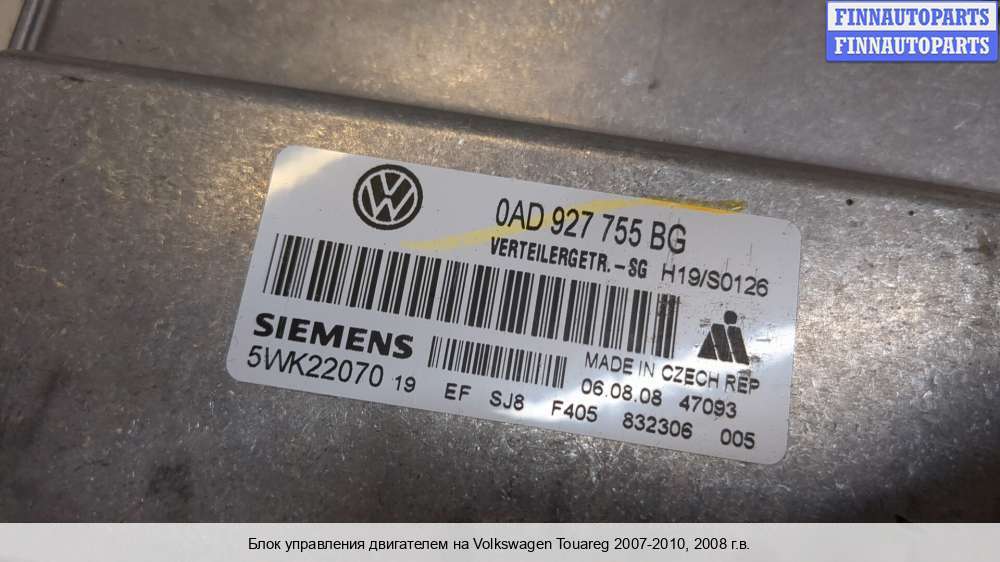 FINNAUTOPARTS
FINNAUTOPARTS
0AD 927 755 BG
VERTEILERGETR.-SG H19/S0126
SIEMENS
MADE IN CZECH REP
5WK22070 19
06.08.08 47093
EF SJ8 F405 832306 005
Блок управления двигателем на Volkswagen Touareg 2007-2010, 2008 г.в.